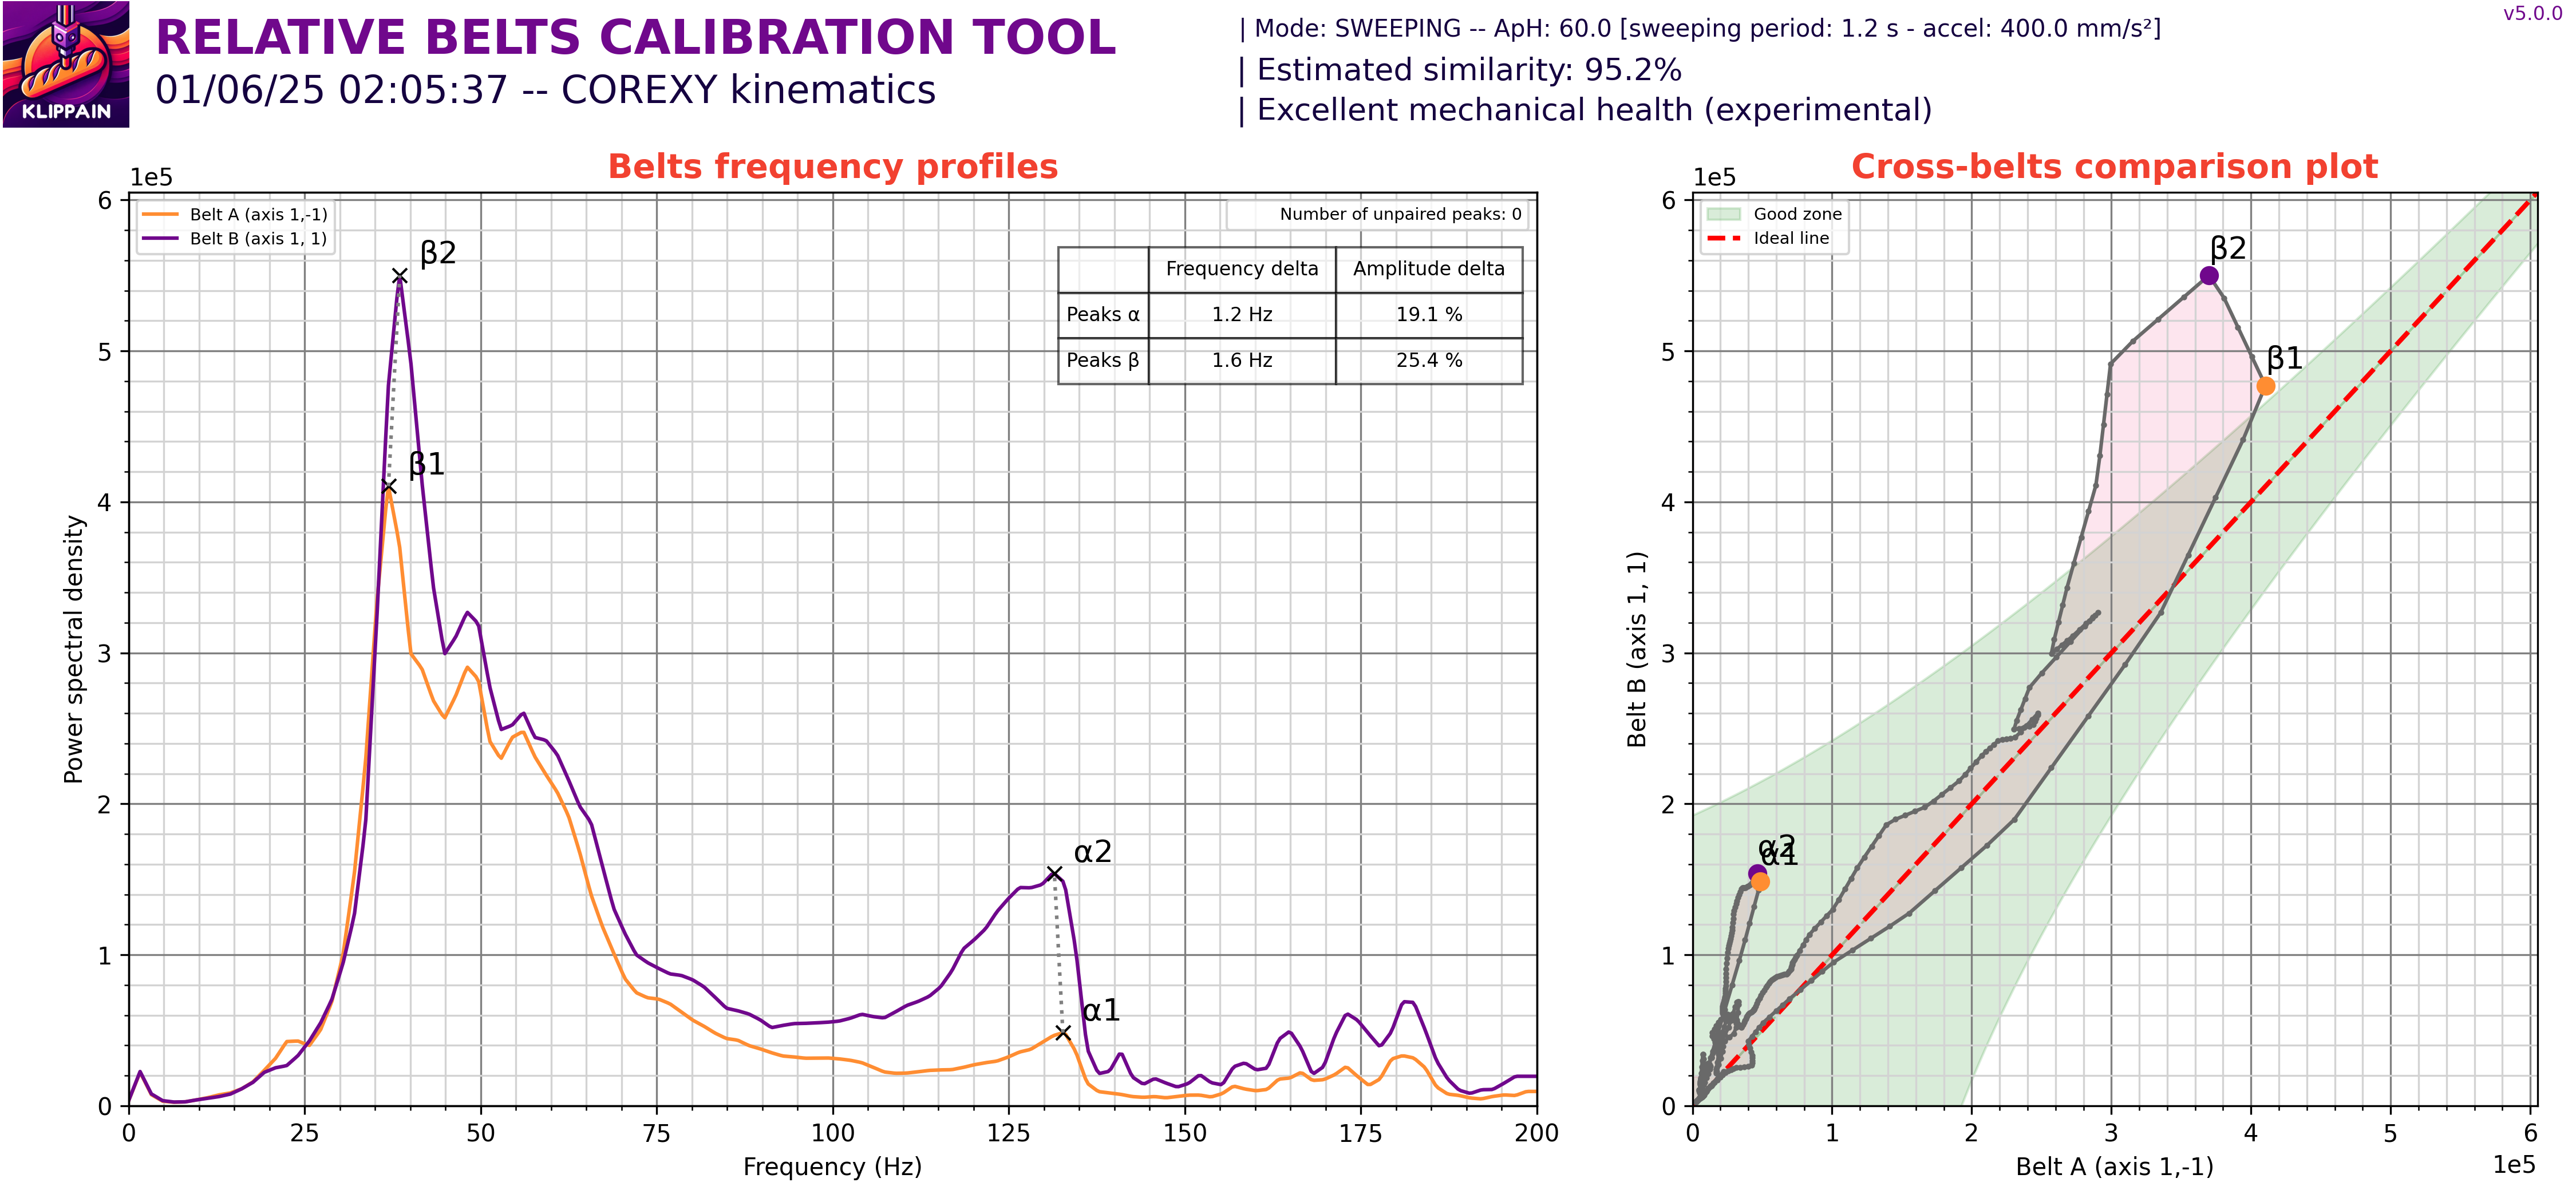 KLIPPAIN
RELATIVE BELTS CALIBRATION TOOL
01/06/25 02:05:37 -- COREXY kinematics
| Mode: SWEEPING -- ApH: 60.0 [sweeping period: 1.2 s - accel: 400.0 mm/s²]
| Estimated similarity: 95.2%
| Excellent mechanical health (experimental)
v5.0.0
Belts frequency profiles
1e5
Belt A (axis 1,-1)
Belt B (axis 1, 1)
Number of unpaired peaks: 0
Frequency delta Amplitude delta
Peaks α 1.2 Hz 19.1 %
Peaks β 1.6 Hz 25.4 %
β2
β1
α2
α1
Power spectral density
6
5
4
3
2
1
0
0 25 50 75 100 125 150 175 200
Frequency (Hz)
Cross-belts comparison plot
1e5
Good zone
Ideal line
β2
β1
α2
α1
Belt B (axis 1, 1)
6
5
4
3
2
1
0
0 1 2 3 4 5 6
Belt A (axis 1,-1)
1e5